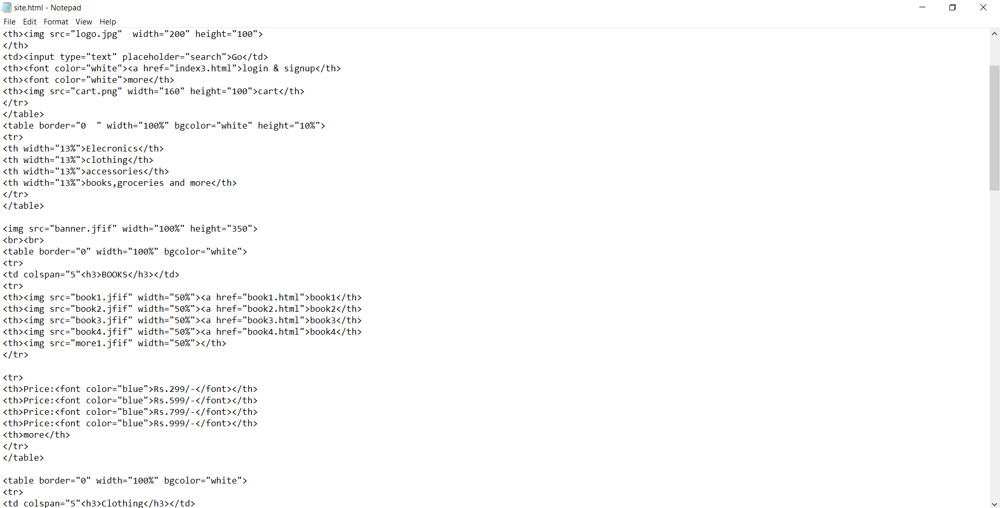 site.html - Notepad
File Edit Format View Help
<th><img src="logo.jpg"  width="200" height="100">
</th>
<td><input type="text" placeholder="search">Go</td>
<th><font color="white"><a href="index3.html">login & signup</th>
<th><font color="white">more</th>
<th><img src="cart.png" width="160" height="100">cart</th>
</tr>
</table>
<table border="0  " width="100%" bgcolor="white" height="10%">
<tr>
<th width="13%">Elecronics</th>
<th width="13%">clothing</th>
<th width="13%">accessories</th>
<th width="13%">books,groceries and more</th>
</tr>
</table>
<img src="banner.jfif" width="100%" height="350">
<br><br>
<table border="0" width="100%" bgcolor="white">
<tr>
<td colspan="5"<h3>BOOKS</h3></td>
<tr>
<th><img src="book1.jfif" width="50%"><a href="book1.html">book1</th>
<th><img src="book2.jfif" width="50%"><a href="book2.html">book2</th>
<th><img src="book3.jfif" width="50%"><a href="book3.html">book3</th>
<th><img src="book4.jfif" width="50%"><a href="book4.html">book4</th>
<th><img src="more1.jfif" width="50%"></th>
</tr>
<tr>
<th>Price:<font color="blue">Rs.299/-</font></th>
<th>Price:<font color="blue">Rs.599/-</font></th>
<th>Price:<font color="blue">Rs.799/-</font></th>
<th>Price:<font color="blue">Rs.999/-</font></th>
<th>more</th>
</tr>
</table>
<table border="0" width="100%" bgcolor="white">
<tr>
<td colspan="5"<h3>Clothing</h3></td>